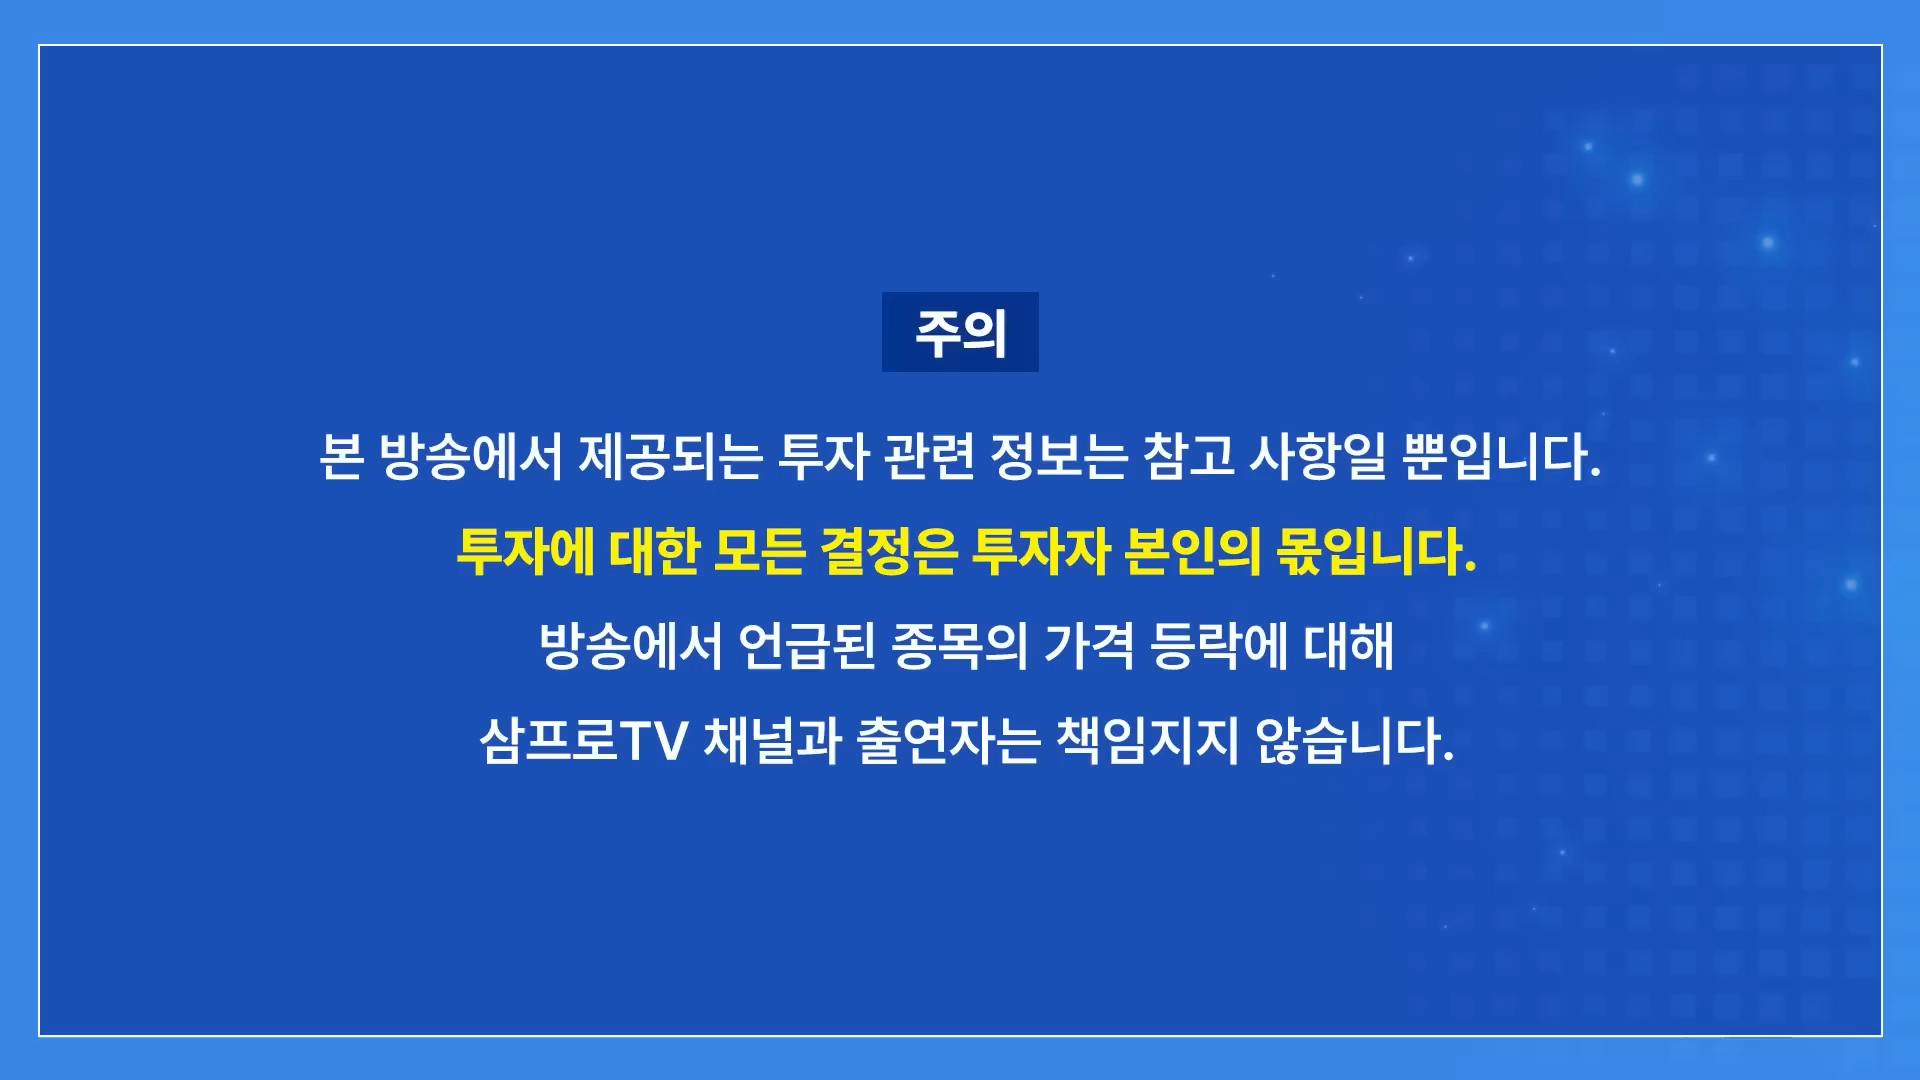 주의
본 방송에서 제공되는 투자 관련 정보는 참고 사항일 뿐입니다.
투자에 대한 모든 결정은 투자자 본인의 몫입니다.
방송에서 언급된 종목의 가격 등락에 대해
삼프로TV 채널과 출연자는 책임지지 않습니다.